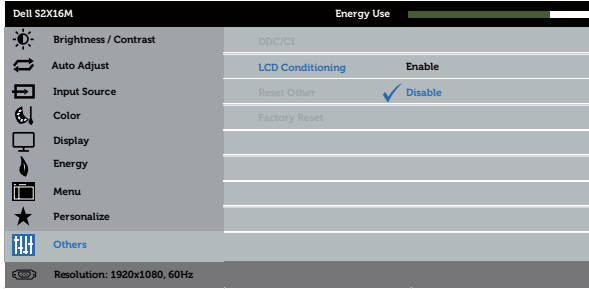 Dell S2X16M Energy Use
Brightness / Contrast DDC/CI
Auto Adjust LCD Conditioning Enable
Input Source Reset Other Disable
Color Factory Reset
Display
Energy
Menu
Personalize
Others
Resolution: 1920x1080, 60Hz